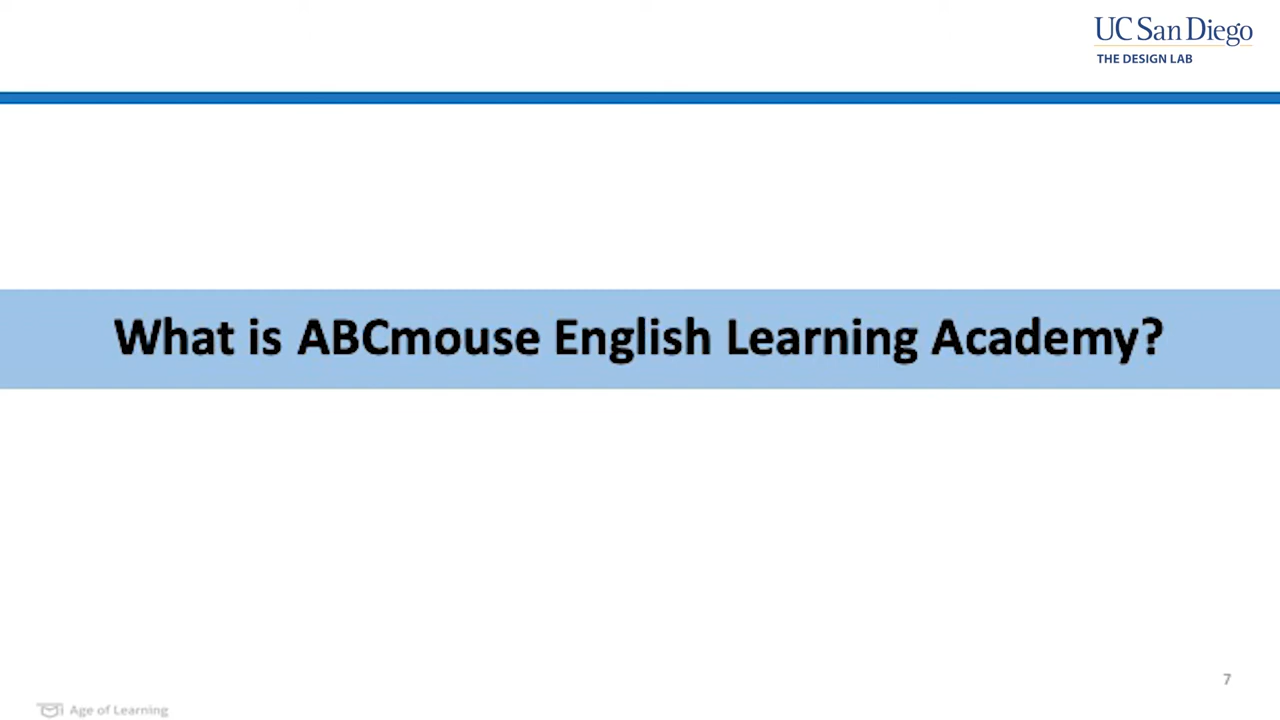 UC San Diego
THE DESIGN LAB
What is ABCmouse English Learning Academy?
7
Age of Learning